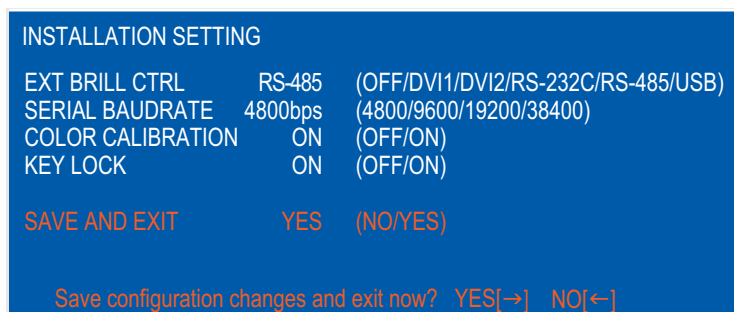 INSTALLATION SETTING
EXT BRILL CTRL RS-485 (OFF/DVI1/DVI2/RS-232C/RS-485/USB)
SERIAL BAUDRATE 4800bps (4800/9600/19200/38400)
COLOR CALIBRATION ON (OFF/ON)
KEY LOCK ON (OFF/ON)
SAVE AND EXIT YES (NO/YES)
Save configuration changes and exit now? YES[→] NO[←]